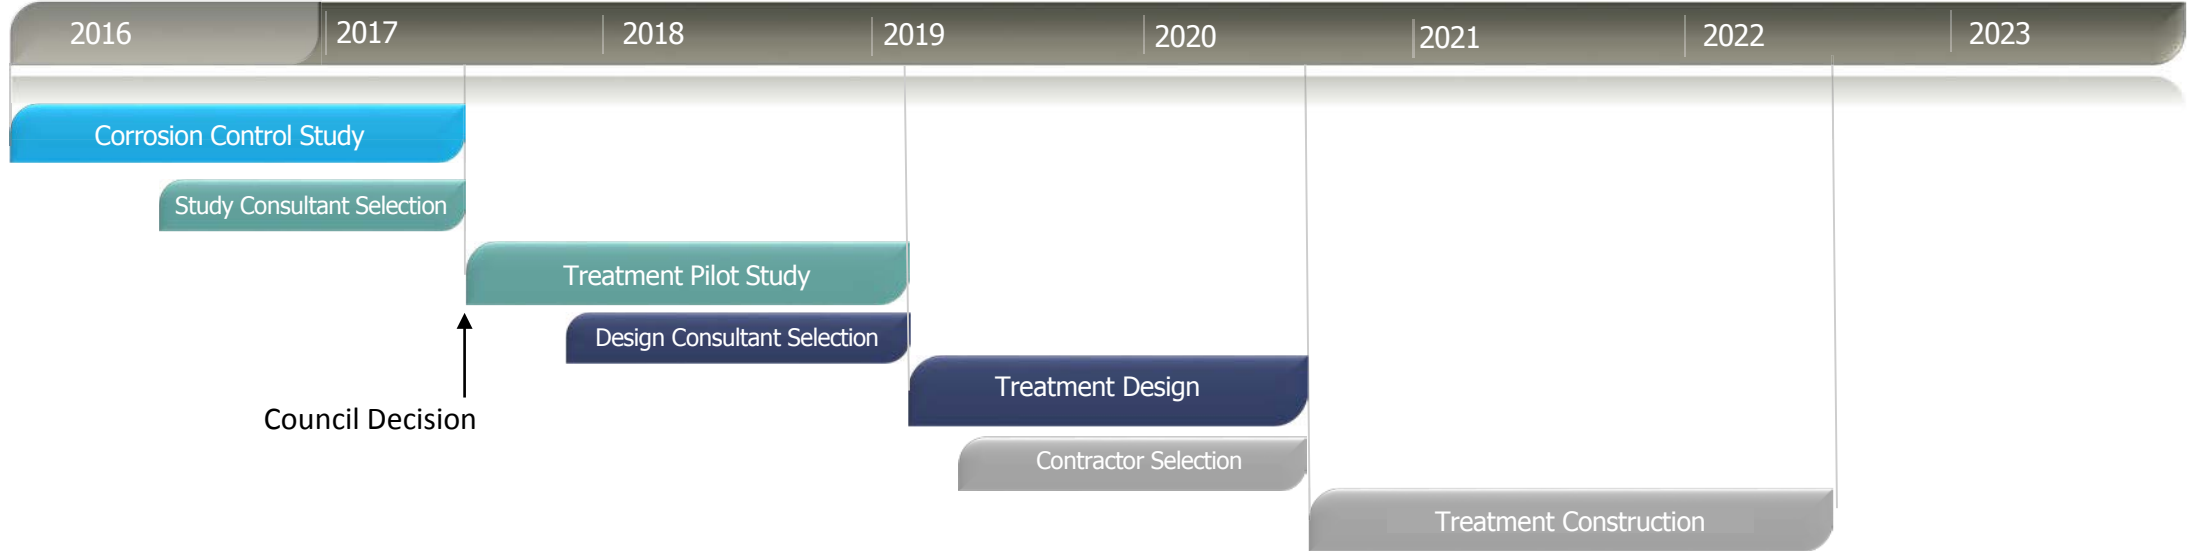 2016
2017
2018
2019
2020
2021
2022
2023
Corrosion Control Study
Study Consultant Selection
Treatment Pilot Study
Design Consultant Selection
Treatment Design
Council Decision
Contractor Selection
Treatment Construction